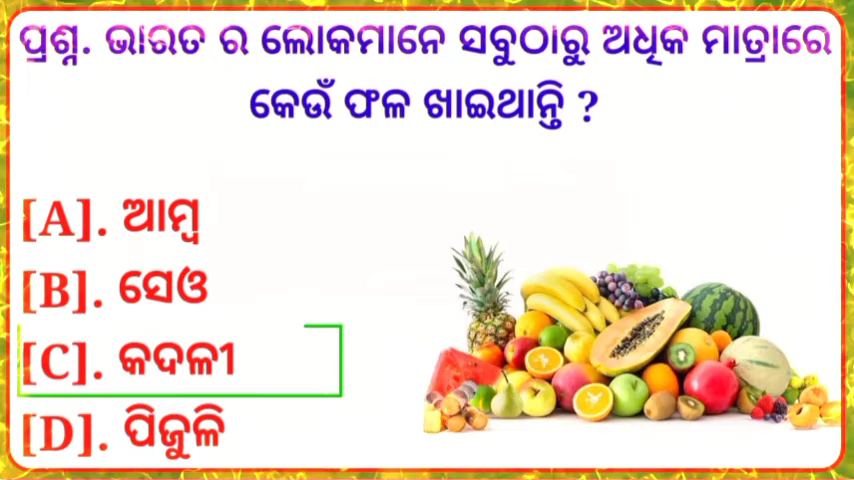 ପ୍ରଶ୍ନ. ଭାରତ ର ଲୋକମାନେ ସବୁଠାରୁ ଅଧିକ ମାତ୍ରାରେ
କେଉଁ ଫଳ ଖାଇଥାନ୍ତି ?
[A]. ଆମ୍ବ
[B]. ସେଓ
[C]. କଦଳୀ
[D]. ପିଜୁଳି